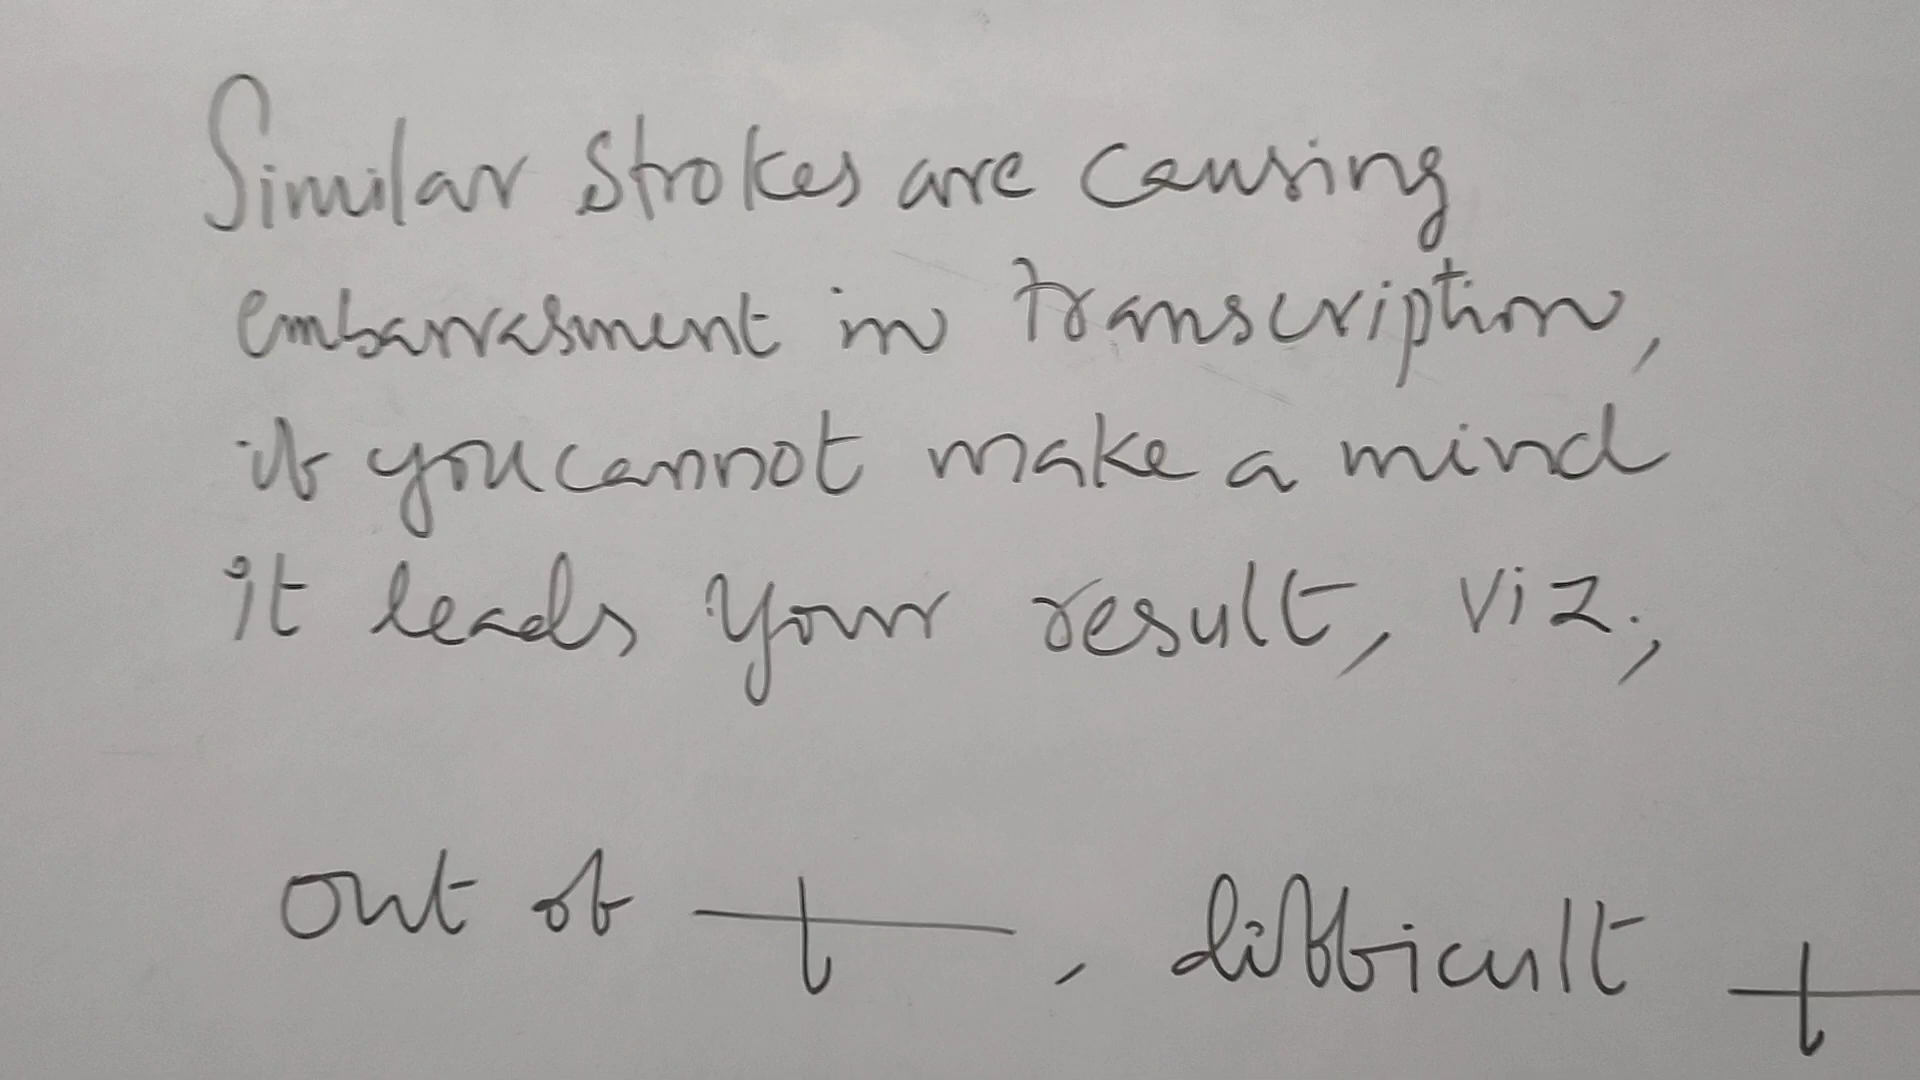 Similar strokes are causing
embarrasment in transcription,
if you cannot make a mind
it leads your result, viz.,
out of , difficult